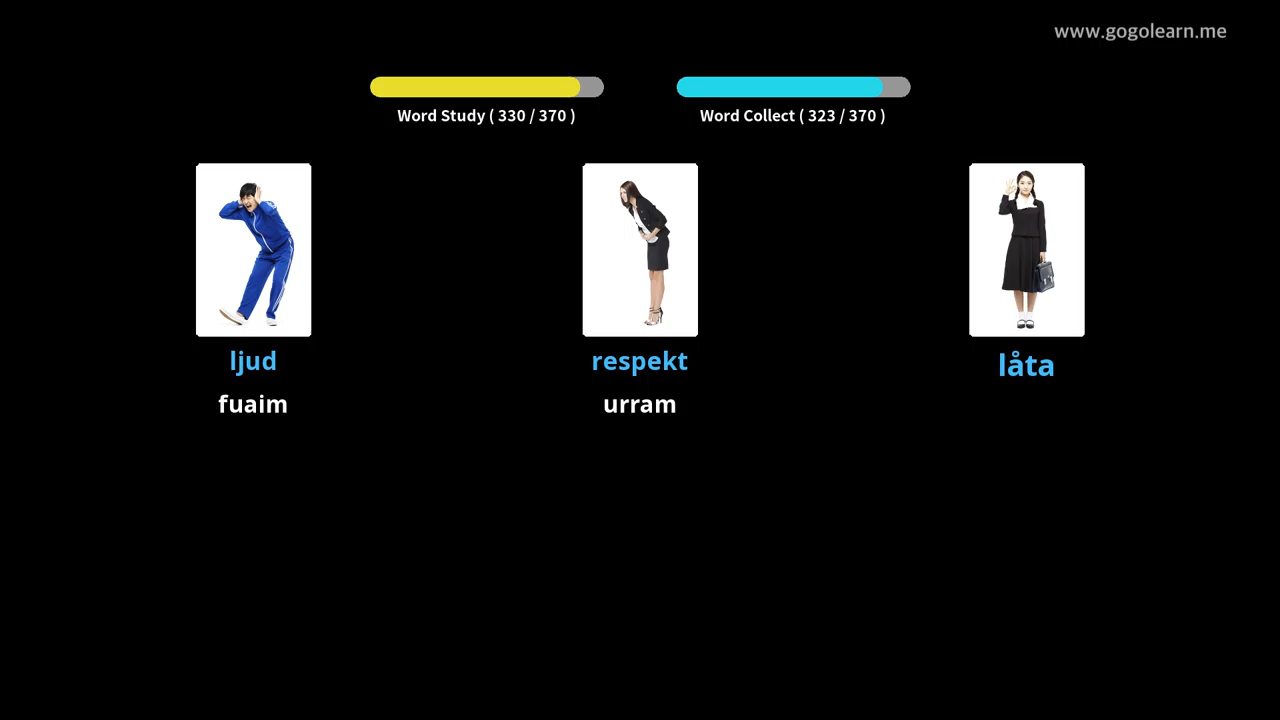 www.gogolearn.me
Word Study ( 330 / 370 )
Word Collect ( 323 / 370 )
ljud
respekt
låta
fuaim
urram